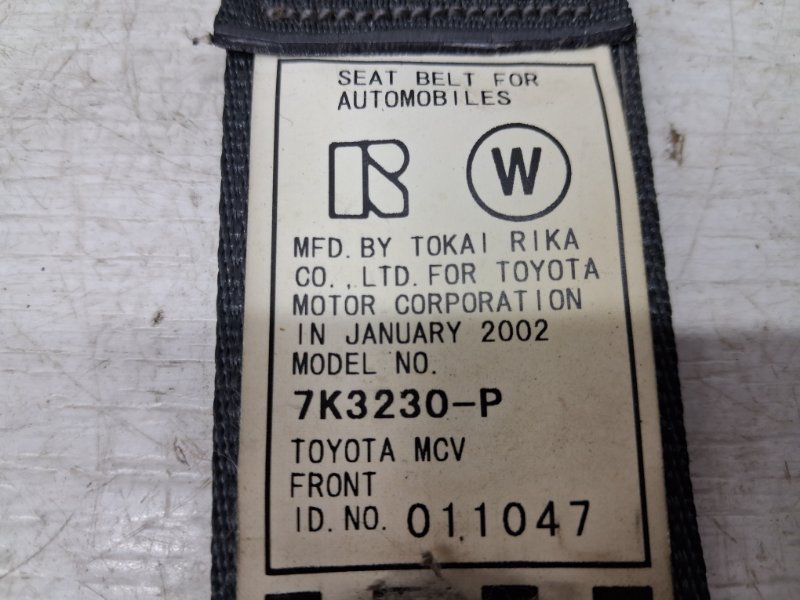 SEAT BELT FOR
AUTOMOBILES
R W
MFD. BY TOKAI RIKA
CO., LTD. FOR TOYOTA
MOTOR CORPORATION
IN JANUARY 2002
MODEL NO.
7K3230-P
TOYOTA MCV
FRONT
ID. NO. 011047